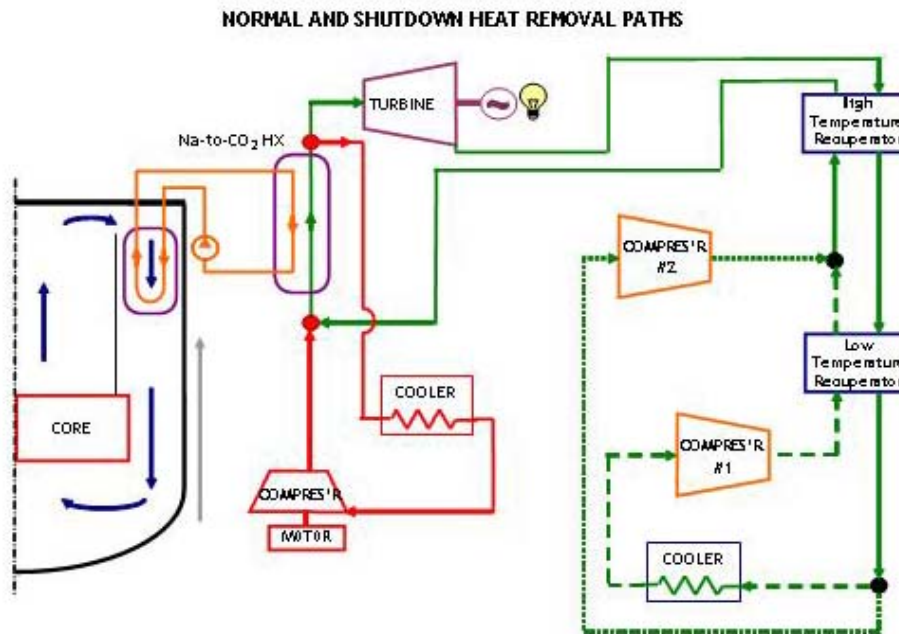 NORMAL AND SHUTDOWN HEAT REMOVAL PATHS
TURBINE
~
High
Temperature
Recuperator
Na-to-CO₂ HX
COMPRES'R
#2
Low
Temperature
Recuperator
COOLER
CORE
COMPRES'R
#1
COMPRES'R
MOTOR
COOLER